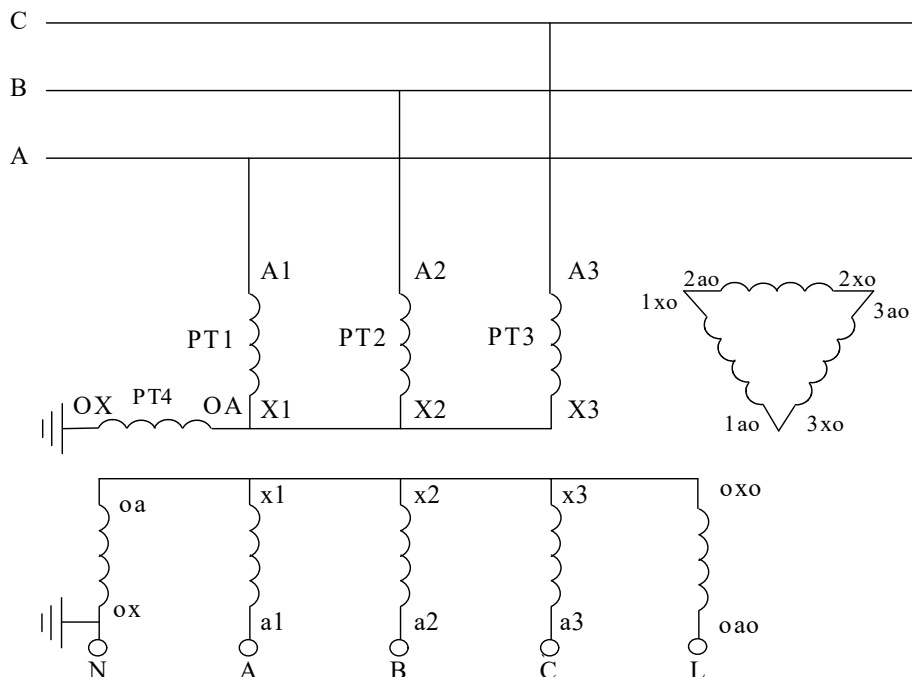 C
B
A
A1 A2 A3
2ao 2xo
1xo 3ao
PT1 PT2 PT3
PT4
OX OA X1 X2 X3
1ao 3xo
oa x1 x2 x3 oxo
ox a1 a2 a3 oao
N A B C L